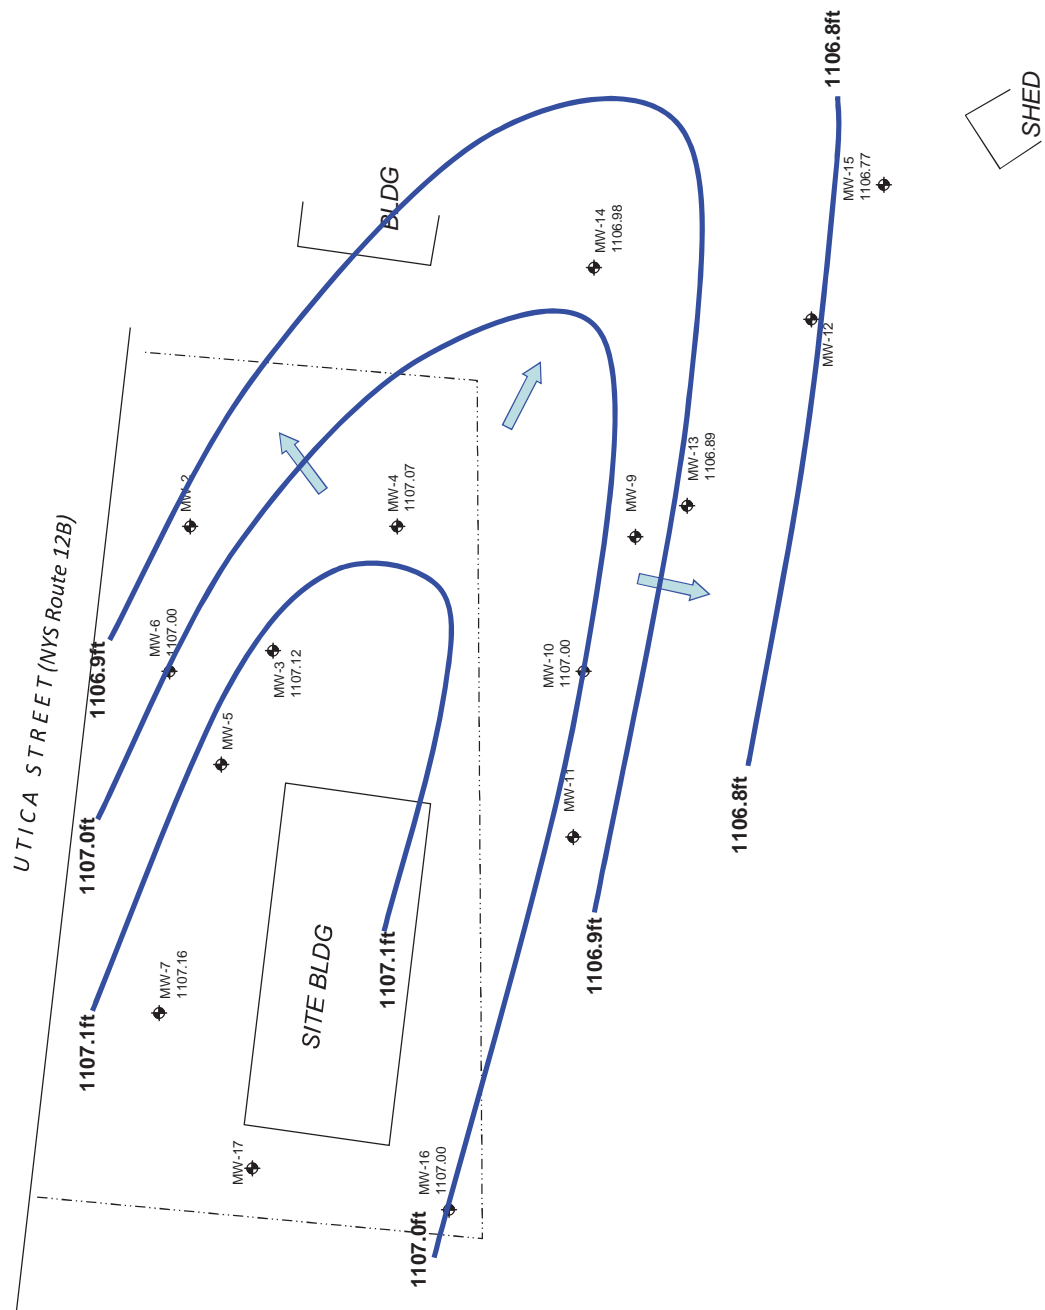 1106.8ft
SHED
MW-15
1106.77
BLDG
MW-14
1106.98
MW-12
MW-2
MW-4
1107.07
MW-13
1106.89
MW-9
UTICA STREET (NYS Route 12B)
1106.9ft
MW-6
1107.00
MW-3
1107.12
MW-10
1107.00
MW-5
MW-11
1107.0ft
1106.8ft
1106.9ft
MW-7
1107.16
SITE BLDG
1107.1ft
1107.1ft
MW-17
MW-16
1107.00
1107.0ft